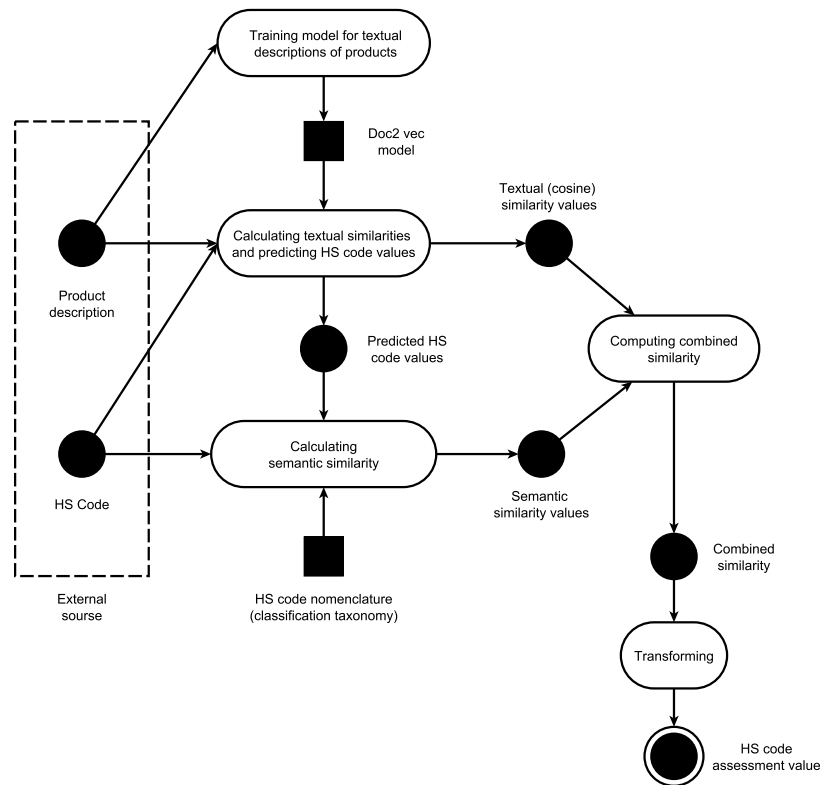 Training model for textual
descriptions of products
Doc2 vec
model
Textual (cosine)
similarity values
Calculating textual similarities
and predicting HS code values
Product
description
Predicted HS
code values
Computing combined
similarity
Calculating
semantic similarity
HS Code
Semantic
similarity values
Combined
similarity
External
sourse
HS code nomenclature
(classification taxonomy)
Transforming
HS code
assessment value